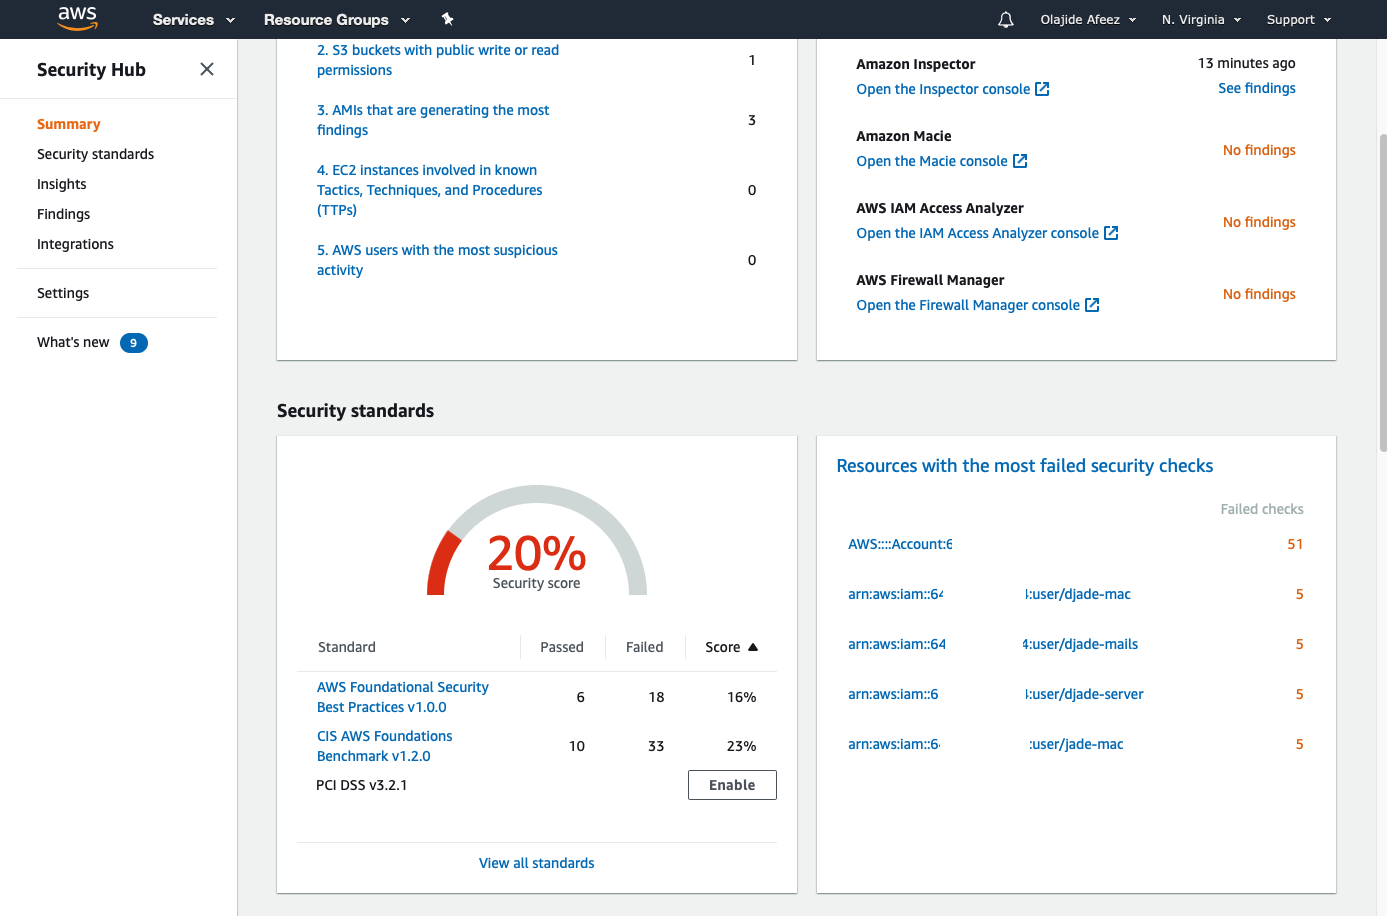 aws
Services
Resource Groups
Olajide Afeez
N. Virginia
Support
Security Hub
Summary
Security standards
Insights
Findings
Integrations
Settings
What's new 9
2. S3 buckets with public write or read
permissions
1
3. AMIs that are generating the most
findings
3
4. EC2 instances involved in known
Tactics, Techniques, and Procedures
(TTPs)
0
5. AWS users with the most suspicious
activity
0
Amazon Inspector
13 minutes ago
Open the Inspector console
See findings
Amazon Macie
Open the Macie console
No findings
AWS IAM Access Analyzer
Open the IAM Access Analyzer console
No findings
AWS Firewall Manager
Open the Firewall Manager console
No findings
Security standards
20%
Security score
Standard Passed Failed Score
AWS Foundational Security
Best Practices v1.0.0
6 18 16%
CIS AWS Foundations
Benchmark v1.2.0
10 33 23%
PCI DSS v3.2.1
Enable
View all standards
Resources with the most failed security checks
Failed checks
AWS::::Account:6 51
arn:aws:iam::64 4:user/djade-mac 5
arn:aws:iam::64 4:user/djade-mails 5
arn:aws:iam::6 4:user/djade-server 5
arn:aws:iam::64 :user/jade-mac 5